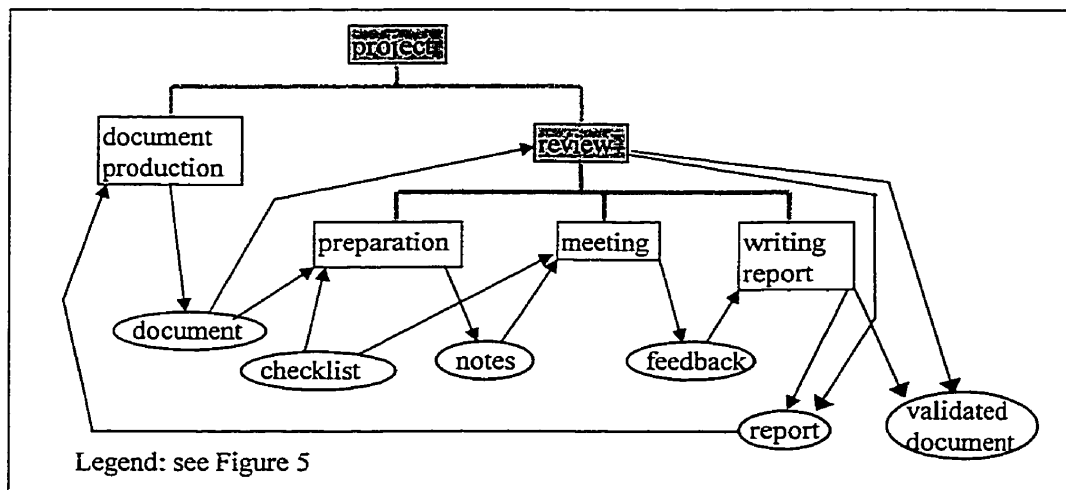 project
document
production
review
preparation
meeting
writing
report
document
checklist
notes
feedback
report
validated
document
Legend: see Figure 5